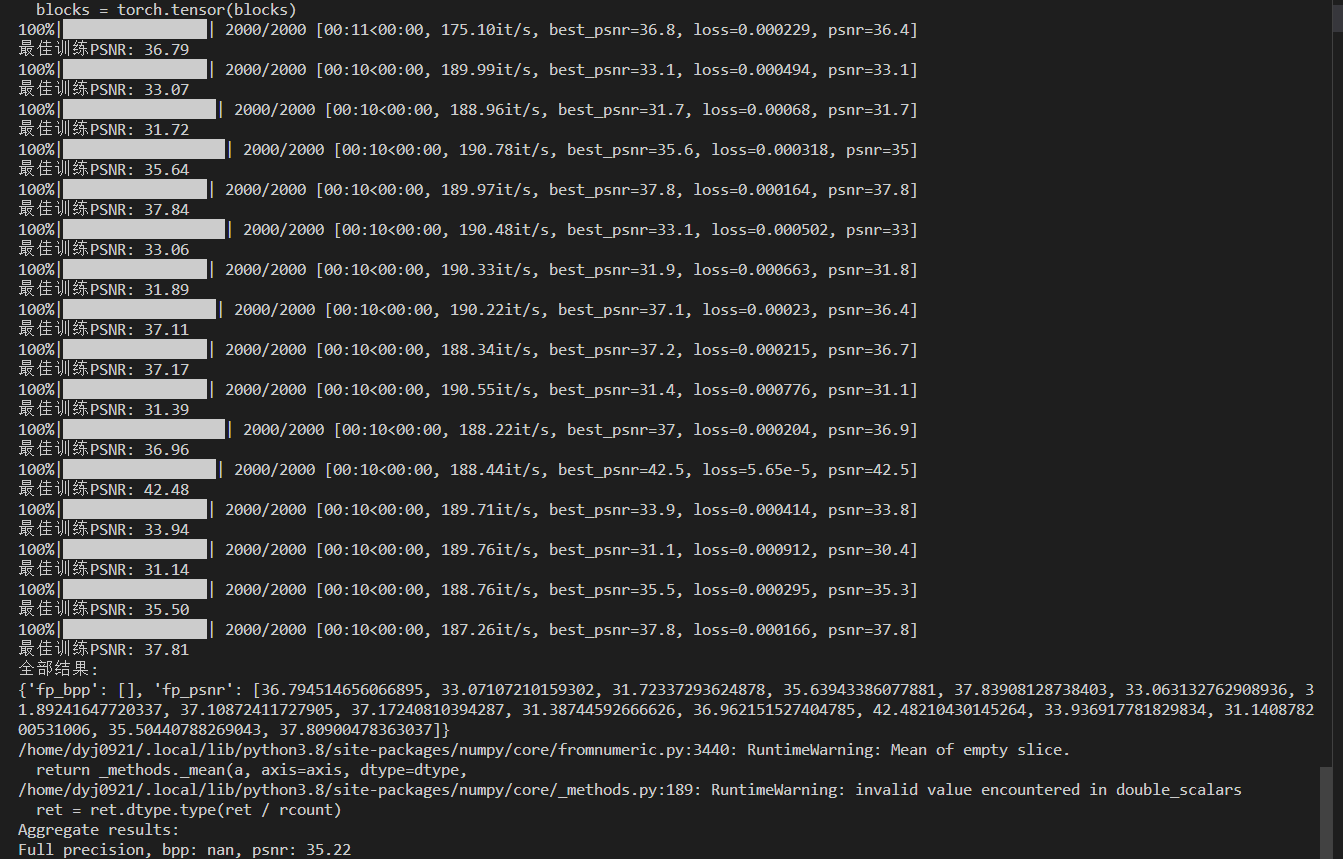 blocks = torch.tensor(blocks)
100%|| 2000/2000 [00:11<00:00, 175.10it/s, best_psnr=36.8, loss=0.000229, psnr=36.4]
最佳训练PSNR: 36.79
100%|| 2000/2000 [00:10<00:00, 189.99it/s, best_psnr=33.1, loss=0.000494, psnr=33.1]
最佳训练PSNR: 33.07
100%|| 2000/2000 [00:10<00:00, 188.96it/s, best_psnr=31.7, loss=0.00068, psnr=31.7]
最佳训练PSNR: 31.72
100%|| 2000/2000 [00:10<00:00, 190.78it/s, best_psnr=35.6, loss=0.000318, psnr=35]
最佳训练PSNR: 35.64
100%|| 2000/2000 [00:10<00:00, 189.97it/s, best_psnr=37.8, loss=0.000164, psnr=37.8]
最佳训练PSNR: 37.84
100%|| 2000/2000 [00:10<00:00, 190.48it/s, best_psnr=33.1, loss=0.000502, psnr=33]
最佳训练PSNR: 33.06
100%|| 2000/2000 [00:10<00:00, 190.33it/s, best_psnr=31.9, loss=0.000663, psnr=31.8]
最佳训练PSNR: 31.89
100%|| 2000/2000 [00:10<00:00, 190.22it/s, best_psnr=37.1, loss=0.00023, psnr=36.4]
最佳训练PSNR: 37.11
100%|| 2000/2000 [00:10<00:00, 188.34it/s, best_psnr=37.2, loss=0.000215, psnr=36.7]
最佳训练PSNR: 37.17
100%|| 2000/2000 [00:10<00:00, 190.55it/s, best_psnr=31.4, loss=0.000776, psnr=31.1]
最佳训练PSNR: 31.39
100%|| 2000/2000 [00:10<00:00, 188.22it/s, best_psnr=37, loss=0.000204, psnr=36.9]
最佳训练PSNR: 36.96
100%|| 2000/2000 [00:10<00:00, 188.44it/s, best_psnr=42.5, loss=5.65e-5, psnr=42.5]
最佳训练PSNR: 42.48
100%|| 2000/2000 [00:10<00:00, 189.71it/s, best_psnr=33.9, loss=0.000414, psnr=33.8]
最佳训练PSNR: 33.94
100%|| 2000/2000 [00:10<00:00, 189.76it/s, best_psnr=31.1, loss=0.000912, psnr=30.4]
最佳训练PSNR: 31.14
100%|| 2000/2000 [00:10<00:00, 188.76it/s, best_psnr=35.5, loss=0.000295, psnr=35.3]
最佳训练PSNR: 35.50
100%|| 2000/2000 [00:10<00:00, 187.26it/s, best_psnr=37.8, loss=0.000166, psnr=37.8]
最佳训练PSNR: 37.81
全部结果:
{'fp_bpp': [], 'fp_psnr': [36.794514656066895, 33.07107210159302, 31.72337293624878, 35.63943386077881, 37.83908128738403, 33.063132762908936, 3
1.89241647720337, 37.10872411727905, 37.17240810394287, 31.38744592666626, 36.962151527404785, 42.48210430145264, 33.936917781829834, 31.1408782
00531006, 35.50440788269043, 37.80900478363037]}
/home/dyj0921/.local/lib/python3.8/site-packages/numpy/core/fromnumeric.py:3440: RuntimeWarning: Mean of empty slice.
return _methods._mean(a, axis=axis, dtype=dtype,
/home/dyj0921/.local/lib/python3.8/site-packages/numpy/core/_methods.py:189: RuntimeWarning: invalid value encountered in double_scalars
ret = ret.dtype.type(ret / rcount)
Aggregate results:
Full precision, bpp: nan, psnr: 35.22